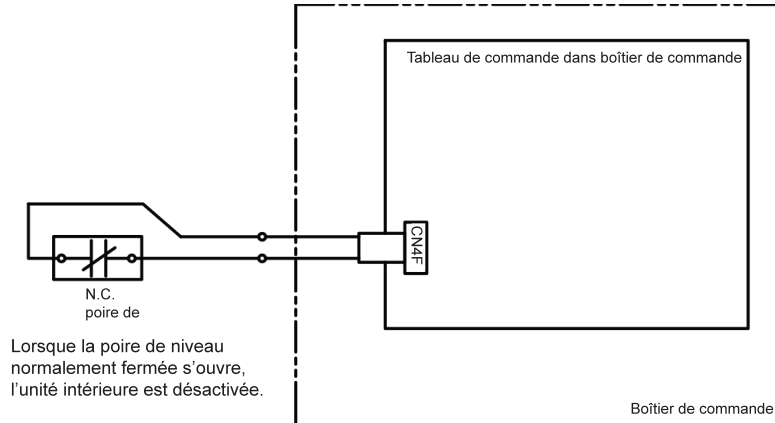 Tableau de commande dans boîtier de commande
CN4F
N.C.
poire de
Lorsque la poire de niveau
normalement fermée s’ouvre,
l’unité intérieure est désactivée.
Boîtier de commande